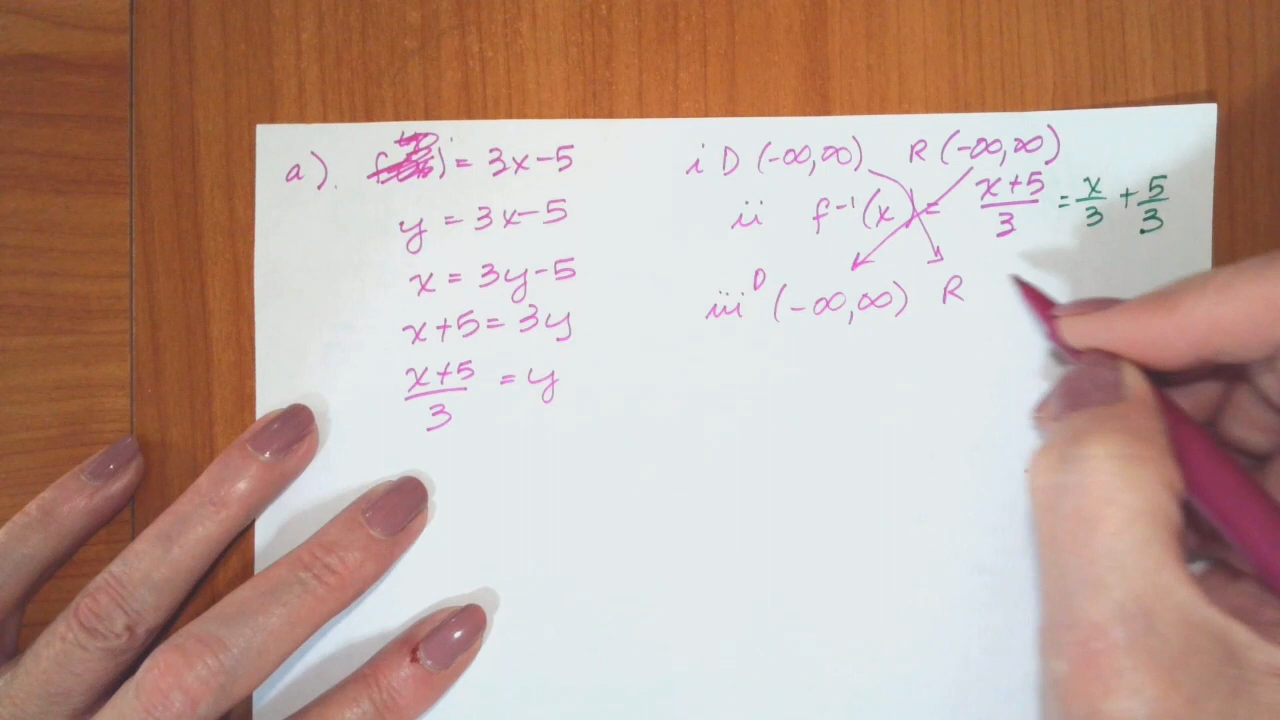 a). = 3x-5
y = 3x-5
x = 3y-5
x+5 = 3y
x+5/3 = y
i D (-∞,∞) R (-∞,∞)
ii f⁻¹(x) = x+5/3 = x/3 + 5/3
iii D (-∞,∞) R